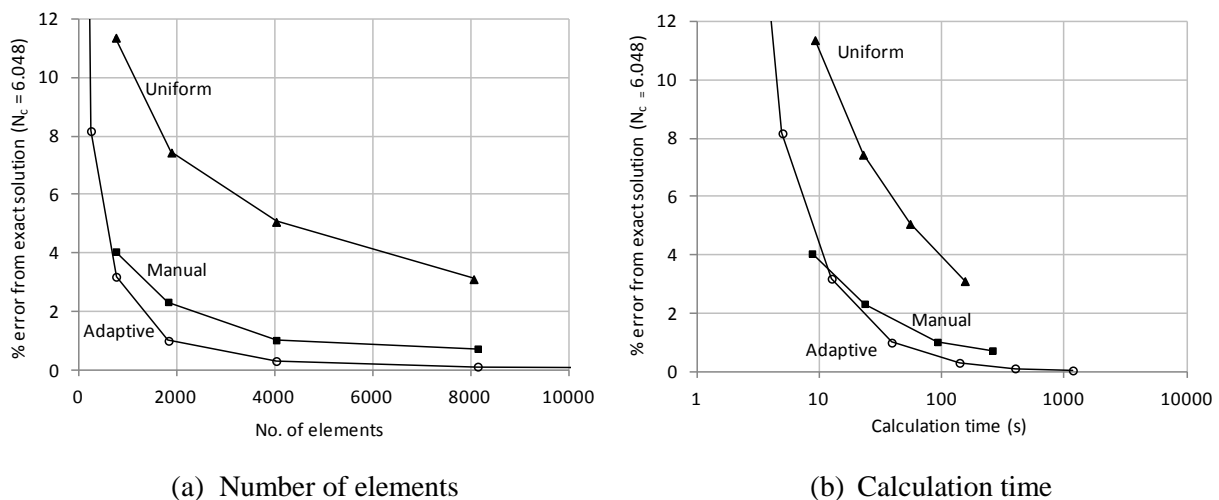 % error from exact solution (Nc = 6.048)
12
10
8
6
4
2
0
Uniform
Manual
Adaptive
0
2000
4000
6000
8000
10000
No. of elements
(a) Number of elements
% error from exact solution (Nc = 6.048)
12
10
8
6
4
2
0
Uniform
Manual
Adaptive
1
10
100
1000
10000
Calculation time (s)
(b) Calculation time